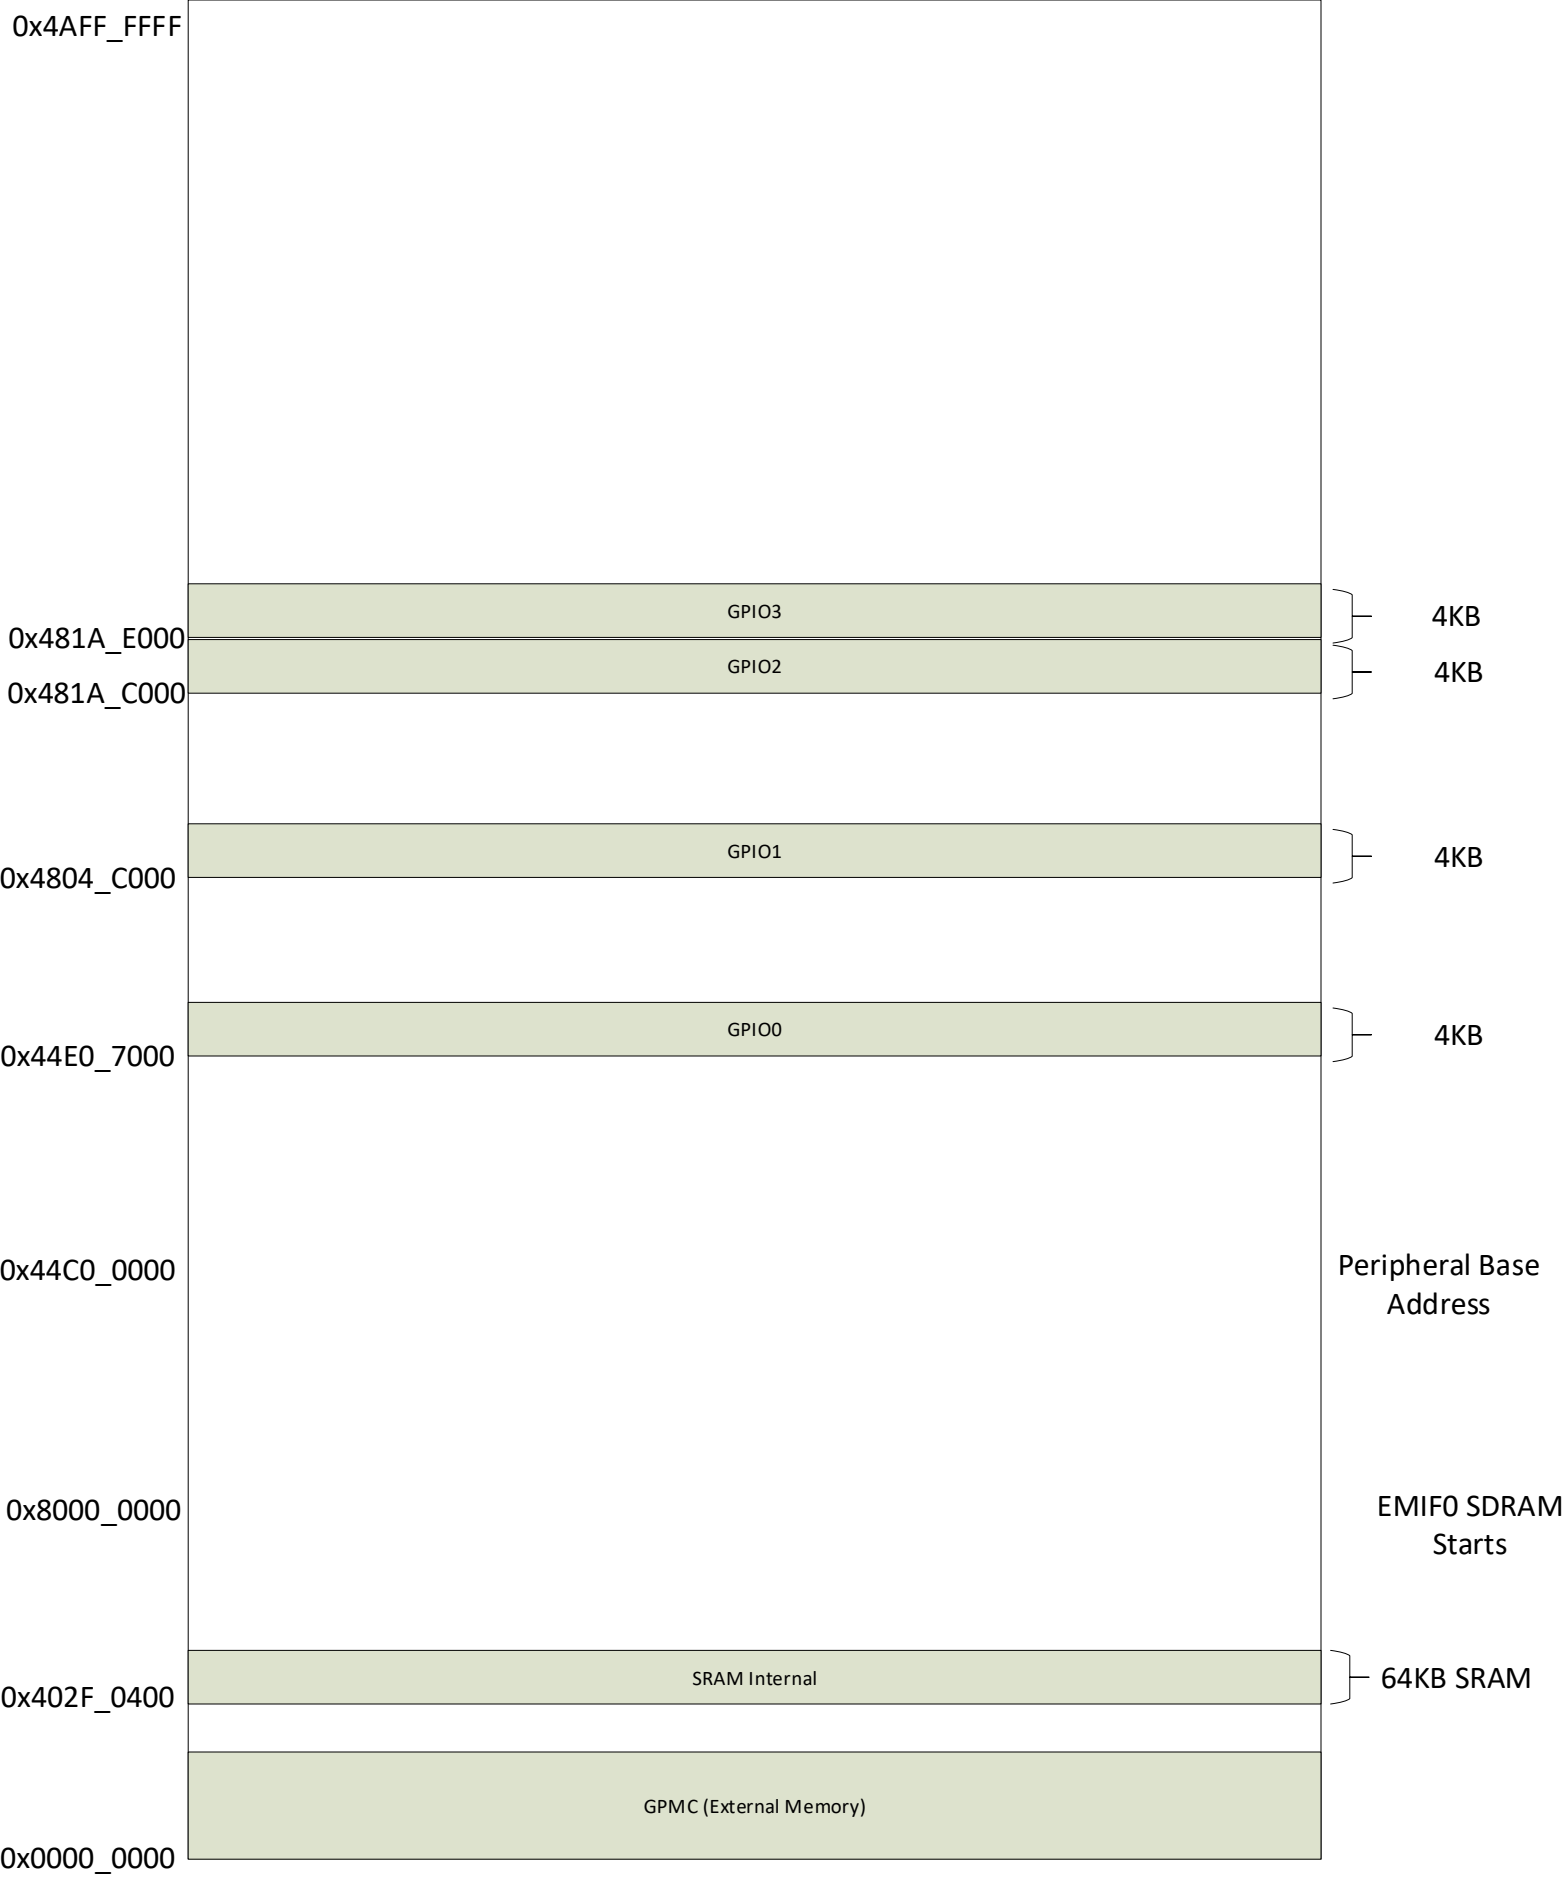 0x4AFF_FFFF
GPIO3
4KB
0x481A_E000
GPIO2
4KB
0x481A_C000
GPIO1
4KB
0x4804_C000
GPIO0
4KB
0x44E0_7000
0x44C0_0000
Peripheral Base
Address
0x8000_0000
EMIF0 SDRAM
Starts
SRAM Internal
64KB SRAM
0x402F_0400
GPMC (External Memory)
0x0000_0000